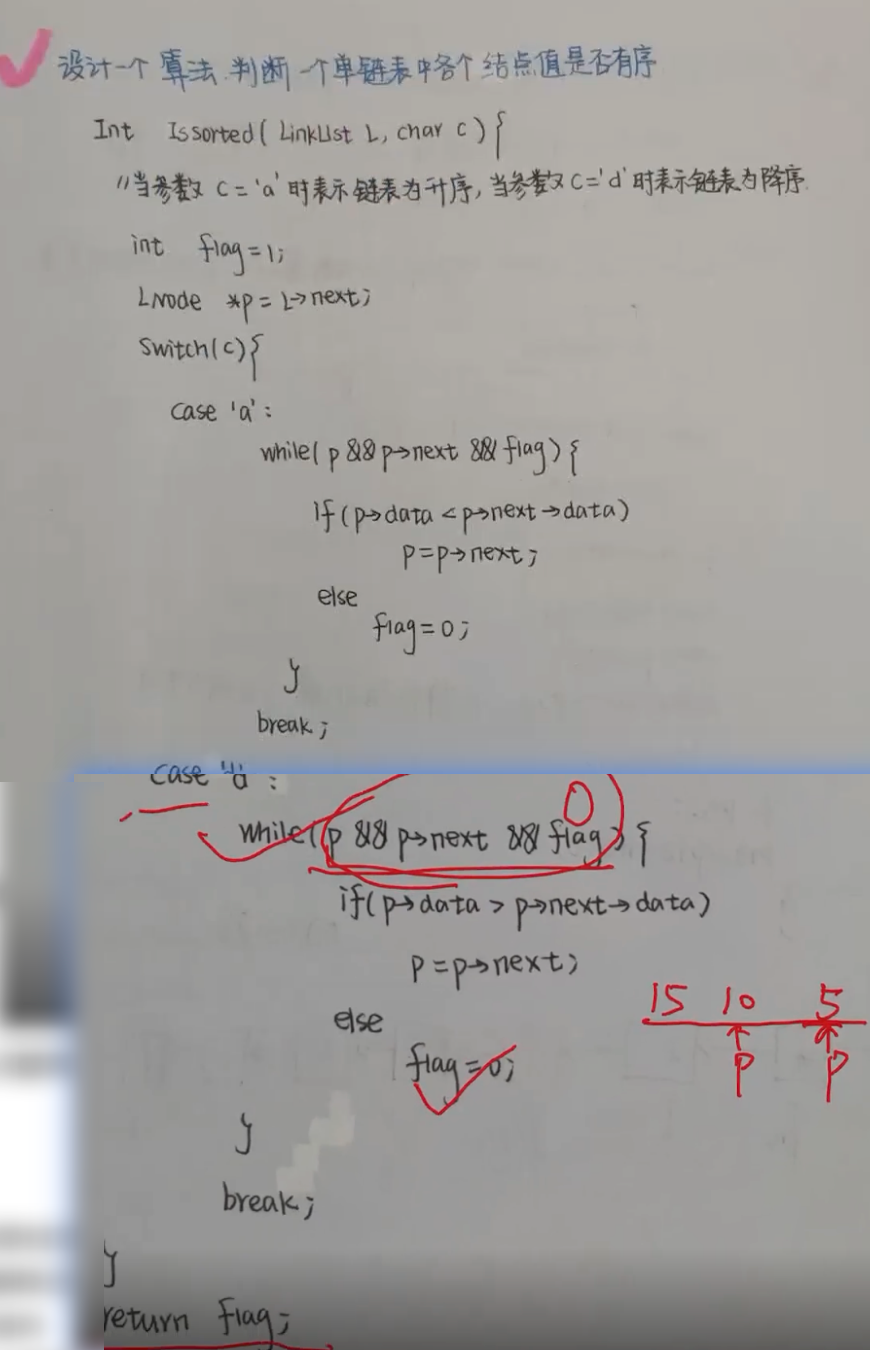 设计一个算法.判断一个单链表中各个结点值是否有序
Int Issorted( LinkList L, char c ){
//当参数 c='a'时表示链表为升序,当参数 c='d'时表示链表为降序.
int flag=1;
LNode *p = L→next;
Switch(c){
case 'a':
while( p && p→next && flag){
if(p→data < p→next→data)
p=p→next;
else
flag=0;
}
break;
case 'd':
0
while( p && p→next && flag){
if(p→data > p→next→data)
p=p→next;
15 10 5
else
p p
flag=0;
}
break;
}
return flag;